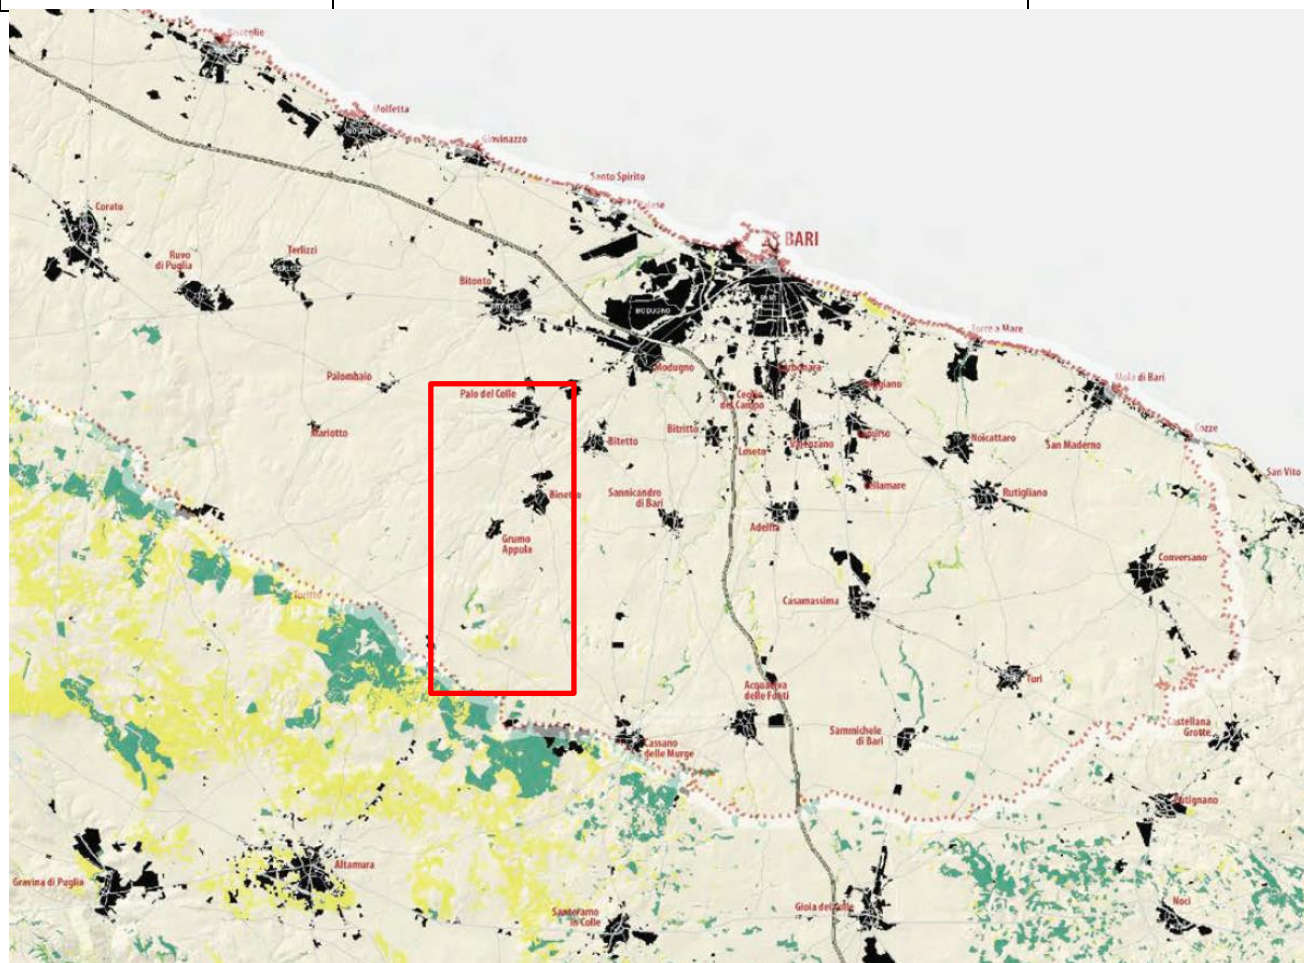 Bisceglie
Molfetta
Giovinazzo
Santo Spirito
BARI
Corato
Ruvo
di Puglia
Terlizzi
Bitonto
MODUGNO
Torre a Mare
Modugno
Carbonara
Palombaio
Mola di Bari
Palo del Colle
Ceglie
del Campo
Mariotto
Bitetto
Bitritto
Valenzano
Capurso
Noicattaro
San Maderno
Cozze
Loseto
San Vito
Cellamare
Binetto
Sannicandro
di Bari
Rutigliano
Adelfia
Grumo
Appula
Conversano
Toritto
Casamassima
Turi
Acquaviva
delle Fonti
Sammichele
di Bari
Castellana
Grotte
Cassano
delle Murge
Putignano
Altamura
Gravina di Puglia
Noci
Santeramo
in Colle
Gioia del Colle